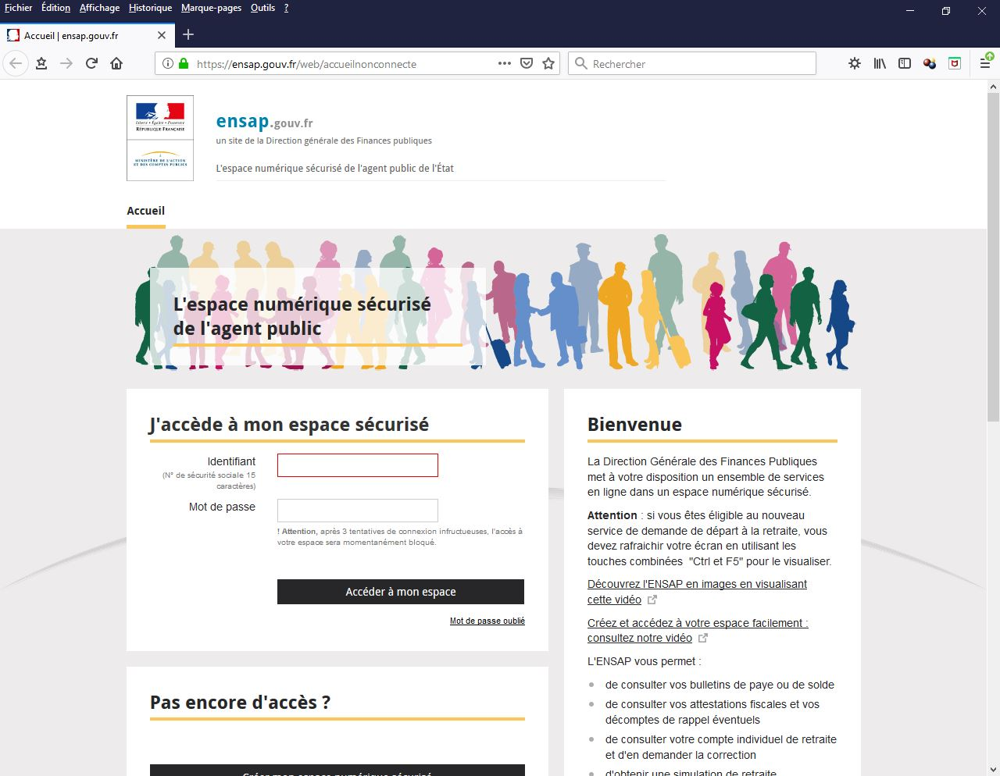 Fichier Édition Affichage Historique Marque-pages Outils ?
Accueil | ensap.gouv.fr
https://ensap.gouv.fr/web/accueilnonconnecte
Rechercher
Liberté • Égalité • Fraternité
RÉPUBLIQUE FRANÇAISE
MINISTÈRE DE L'ACTION
ET DES COMPTES PUBLICS
ensap.gouv.fr
un site de la Direction générale des Finances publiques
L'espace numérique sécurisé de l'agent public de l'État
Accueil
L'espace numérique sécurisé
de l'agent public
J'accède à mon espace sécurisé
Identifiant
(N° de sécurité sociale 15
caractères)
Mot de passe
! Attention, après 3 tentatives de connexion infructueuses, l'accès à
votre espace sera momentanément bloqué.
Accéder à mon espace
Mot de passe oublié
Pas encore d'accès ?
Créer mon espace numérique sécurisé
Bienvenue
La Direction Générale des Finances Publiques
met à votre disposition un ensemble de services
en ligne dans un espace numérique sécurisé.
Attention : si vous êtes éligible au nouveau
service de demande de départ à la retraite, vous
devez rafraichir votre écran en utilisant les
touches combinées "Ctrl et F5" pour le visualiser.
Découvrez l'ENSAP en images en visualisant
cette vidéo
Créez et accédez à votre espace facilement :
consultez notre vidéo
L'ENSAP vous permet :
de consulter vos bulletins de paye ou de solde
de consulter vos attestations fiscales et vos
décomptes de rappel éventuels
de consulter votre compte individuel de retraite
et d'en demander la correction
d'obtenir une simulation de retraite